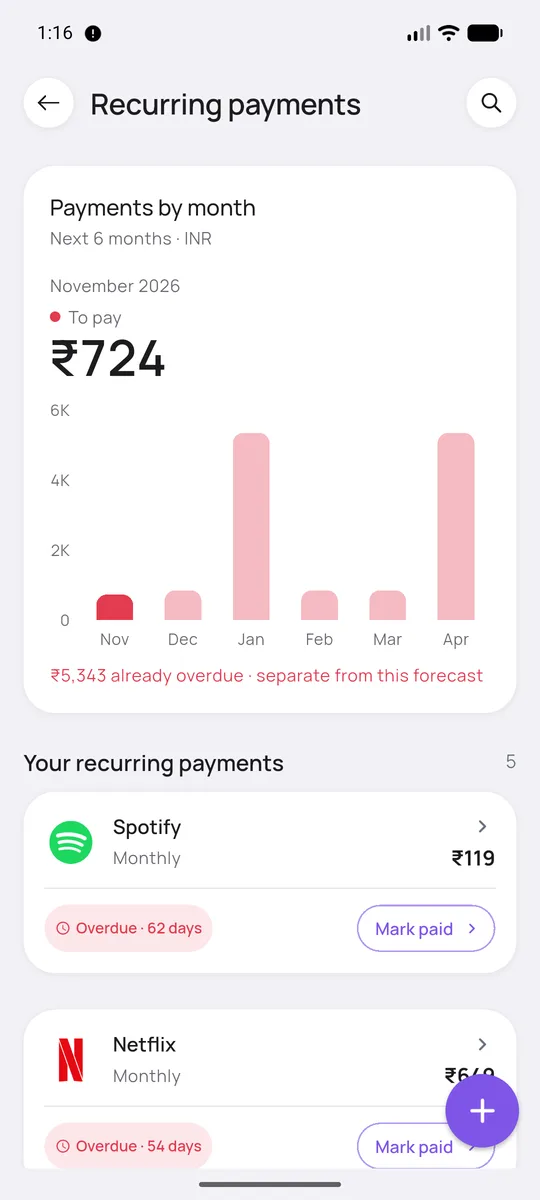 1:16
Recurring payments
Payments by month
Next 6 months · INR
November 2026
To pay
₹724
6K
4K
2K
0
Nov Dec Jan Feb Mar Apr
₹5,343 already overdue · separate from this forecast
Your recurring payments 5
Spotify
Monthly ₹119
Overdue · 62 days Mark paid
Netflix
Monthly ₹649
Overdue · 54 days Mark paid